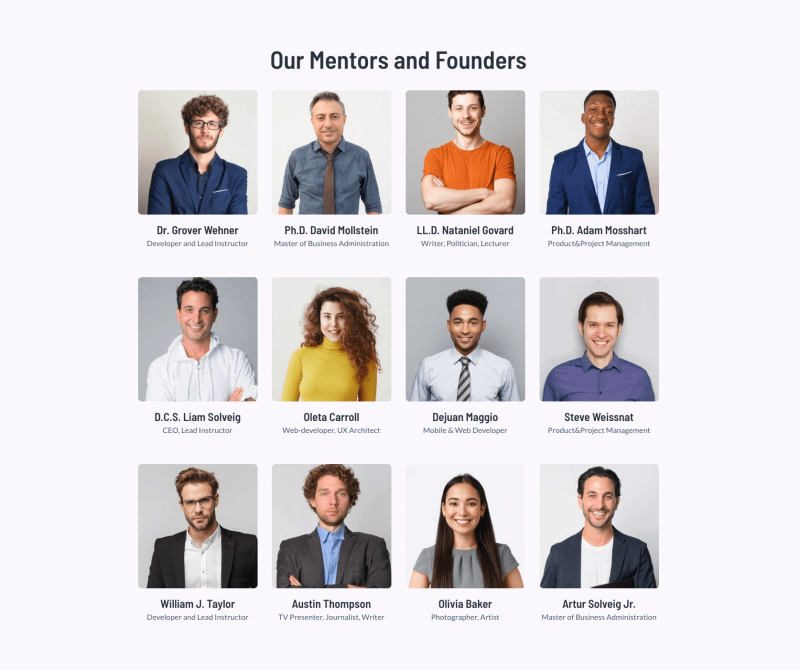 Our Mentors and Founders
Dr. Grover Wehner
Developer and Lead Instructor
Ph.D. David Mollstein
Master of Business Administration
LL.D. Nataniel Govard
Writer, Politician, Lecturer
Ph.D. Adam Mosshart
Product&Project Management
D.C.S. Liam Solveig
CEO, Lead Instructor
Oleta Carroll
Web-developer, UX Architect
Dejuan Maggio
Mobile & Web Developer
Steve Weissnat
Product&Project Management
William J. Taylor
Developer and Lead Instructor
Austin Thompson
TV Presenter, Journalist, Writer
Olivia Baker
Photographer, Artist
Artur Solveig Jr.
Master of Business Administration